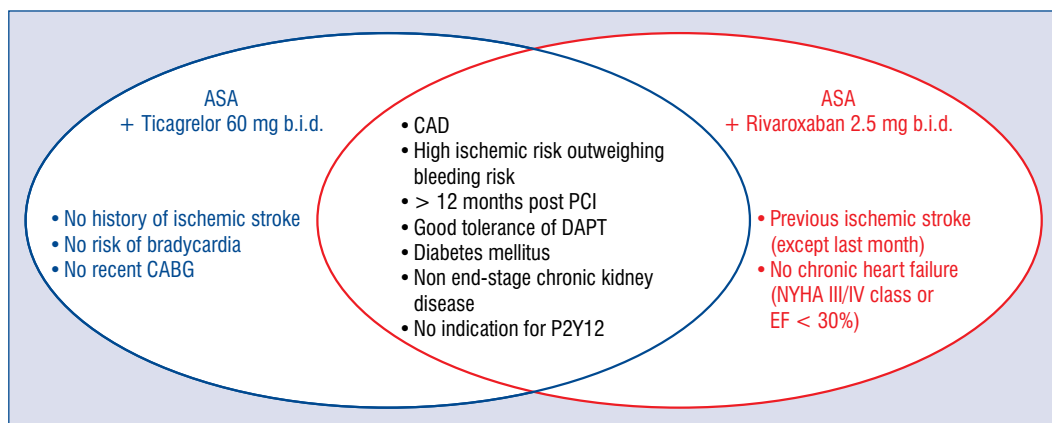 ASA
+ Ticagrelor 60 mg b.i.d.
• No history of ischemic stroke
• No risk of bradycardia
• No recent CABG
• CAD
• High ischemic risk outweighing
bleeding risk
• > 12 months post PCI
• Good tolerance of DAPT
• Diabetes mellitus
• Non end-stage chronic kidney
disease
• No indication for P2Y12
ASA
+ Rivaroxaban 2.5 mg b.i.d.
• Previous ischemic stroke
(except last month)
• No chronic heart failure
(NYHA III/IV class or
EF < 30%)